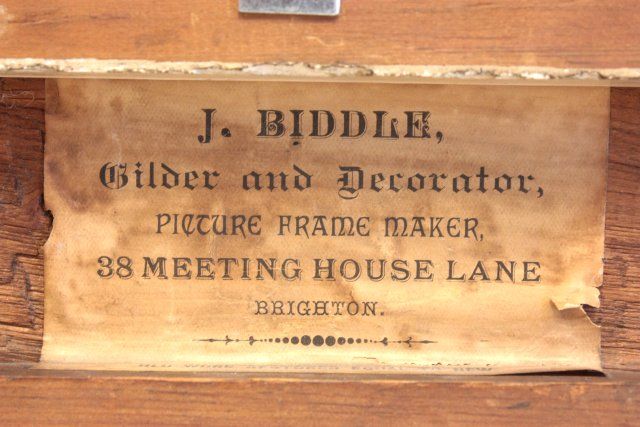 J. BIDDLE,
Gilder and Decorator,
PICTURE FRAME MAKER,
38 MEETING HOUSE LANE
BRIGHTON.